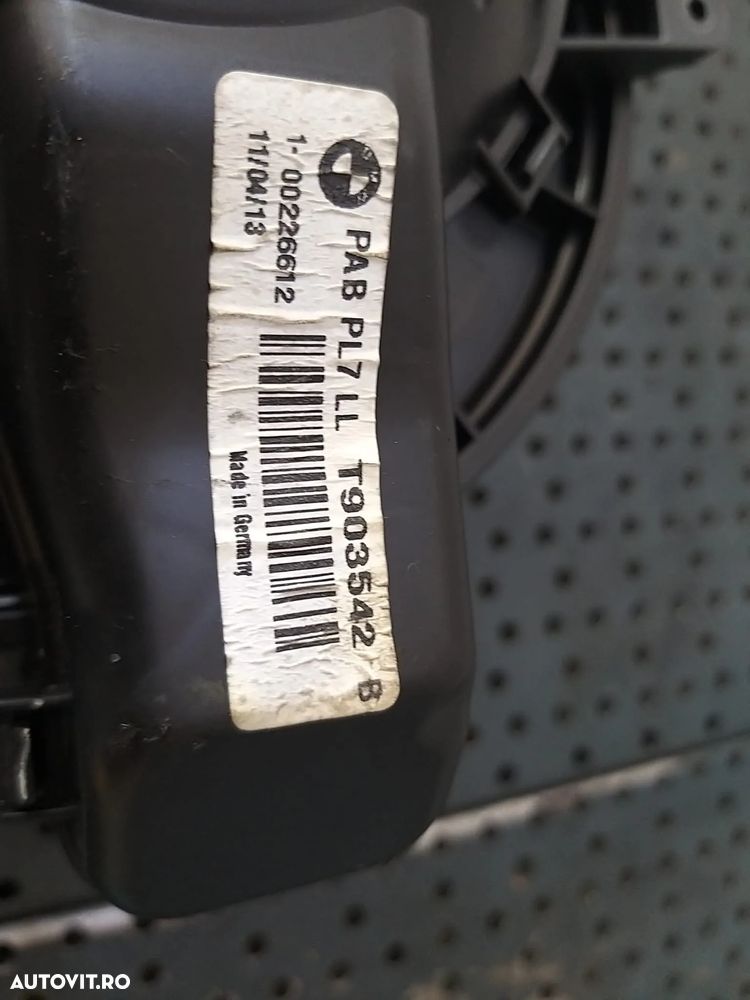 PAB PL7 LL T903542 B
1- 00226612
11/04/13
Made in Germany
AUTOVIT.RO